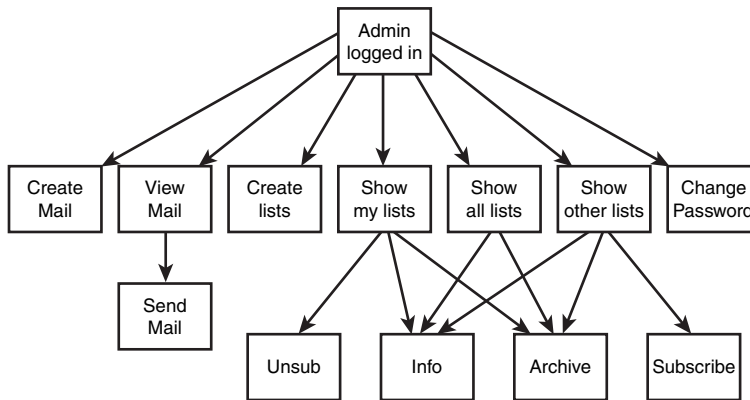 Admin
logged in
Create
Mail
View
Mail
Create
lists
Show
my lists
Show
all lists
Show
other lists
Change
Password
Send
Mail
Unsub
Info
Archive
Subscribe